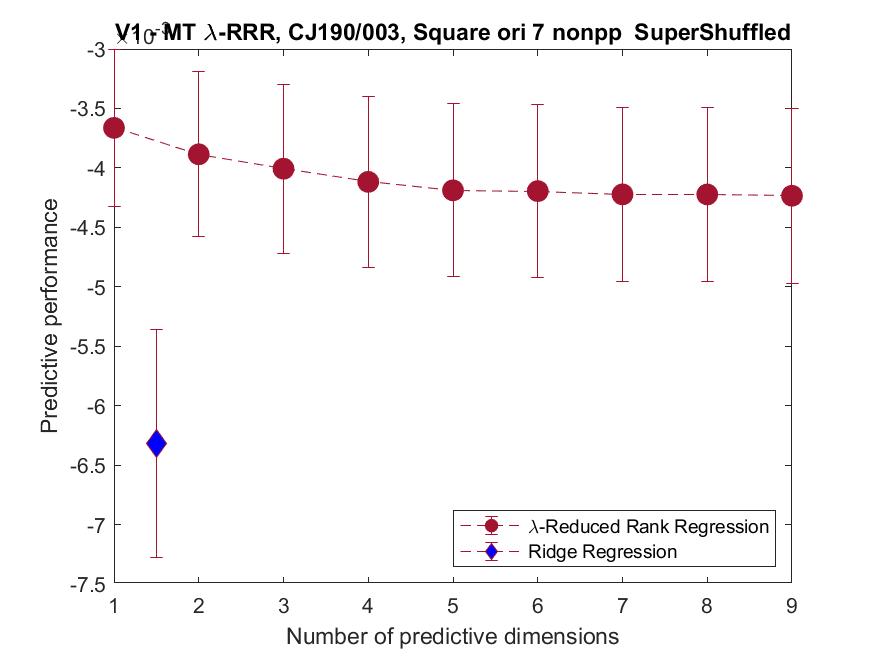 V1 - MT λ-RRR, CJ190/003, Square ori 7 nonpp  SuperShuffled
×10-3
-3
-3.5
-4
-4.5
-5
-5.5
-6
-6.5
-7
-7.5
Predictive performance
λ-Reduced Rank Regression
Ridge Regression
1 2 3 4 5 6 7 8 9
Number of predictive dimensions